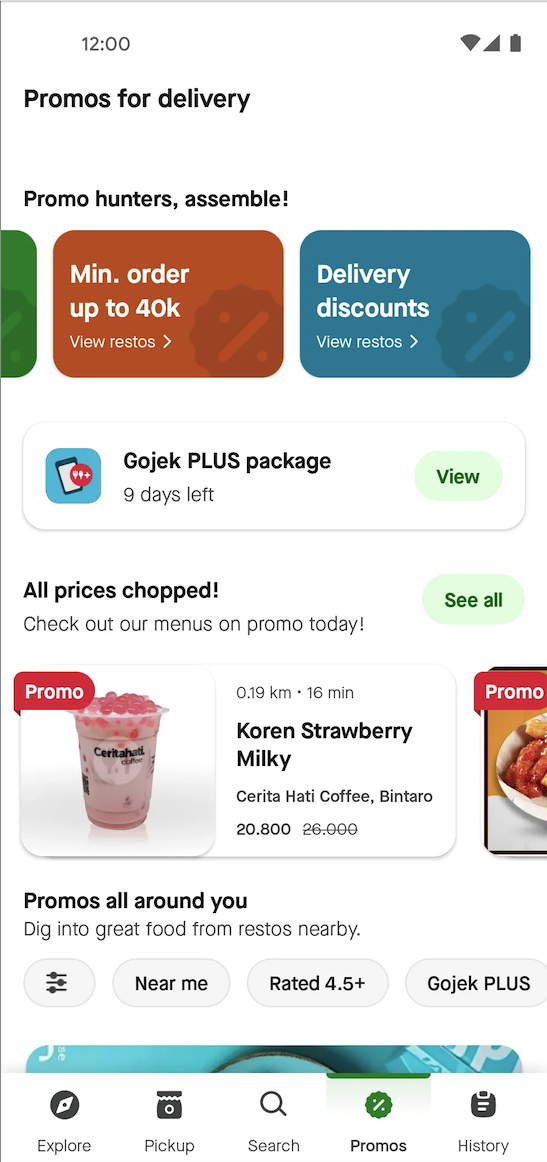 12:00
Promos for delivery
Promo hunters, assemble!
Min. order
up to 40k
View restos
Delivery
discounts
View restos
Gojek PLUS package
9 days left
View
All prices chopped!
Check out our menus on promo today!
See all
Promo
Ceritahati.
coffee
0.19 km • 16 min
Koren Strawberry
Milky
Cerita Hati Coffee, Bintaro
20.800 26.000
Promo
Promos all around you
Dig into great food from restos nearby.
Near me
Rated 4.5+
Gojek PLUS
Explore
Pickup
Search
Promos
History